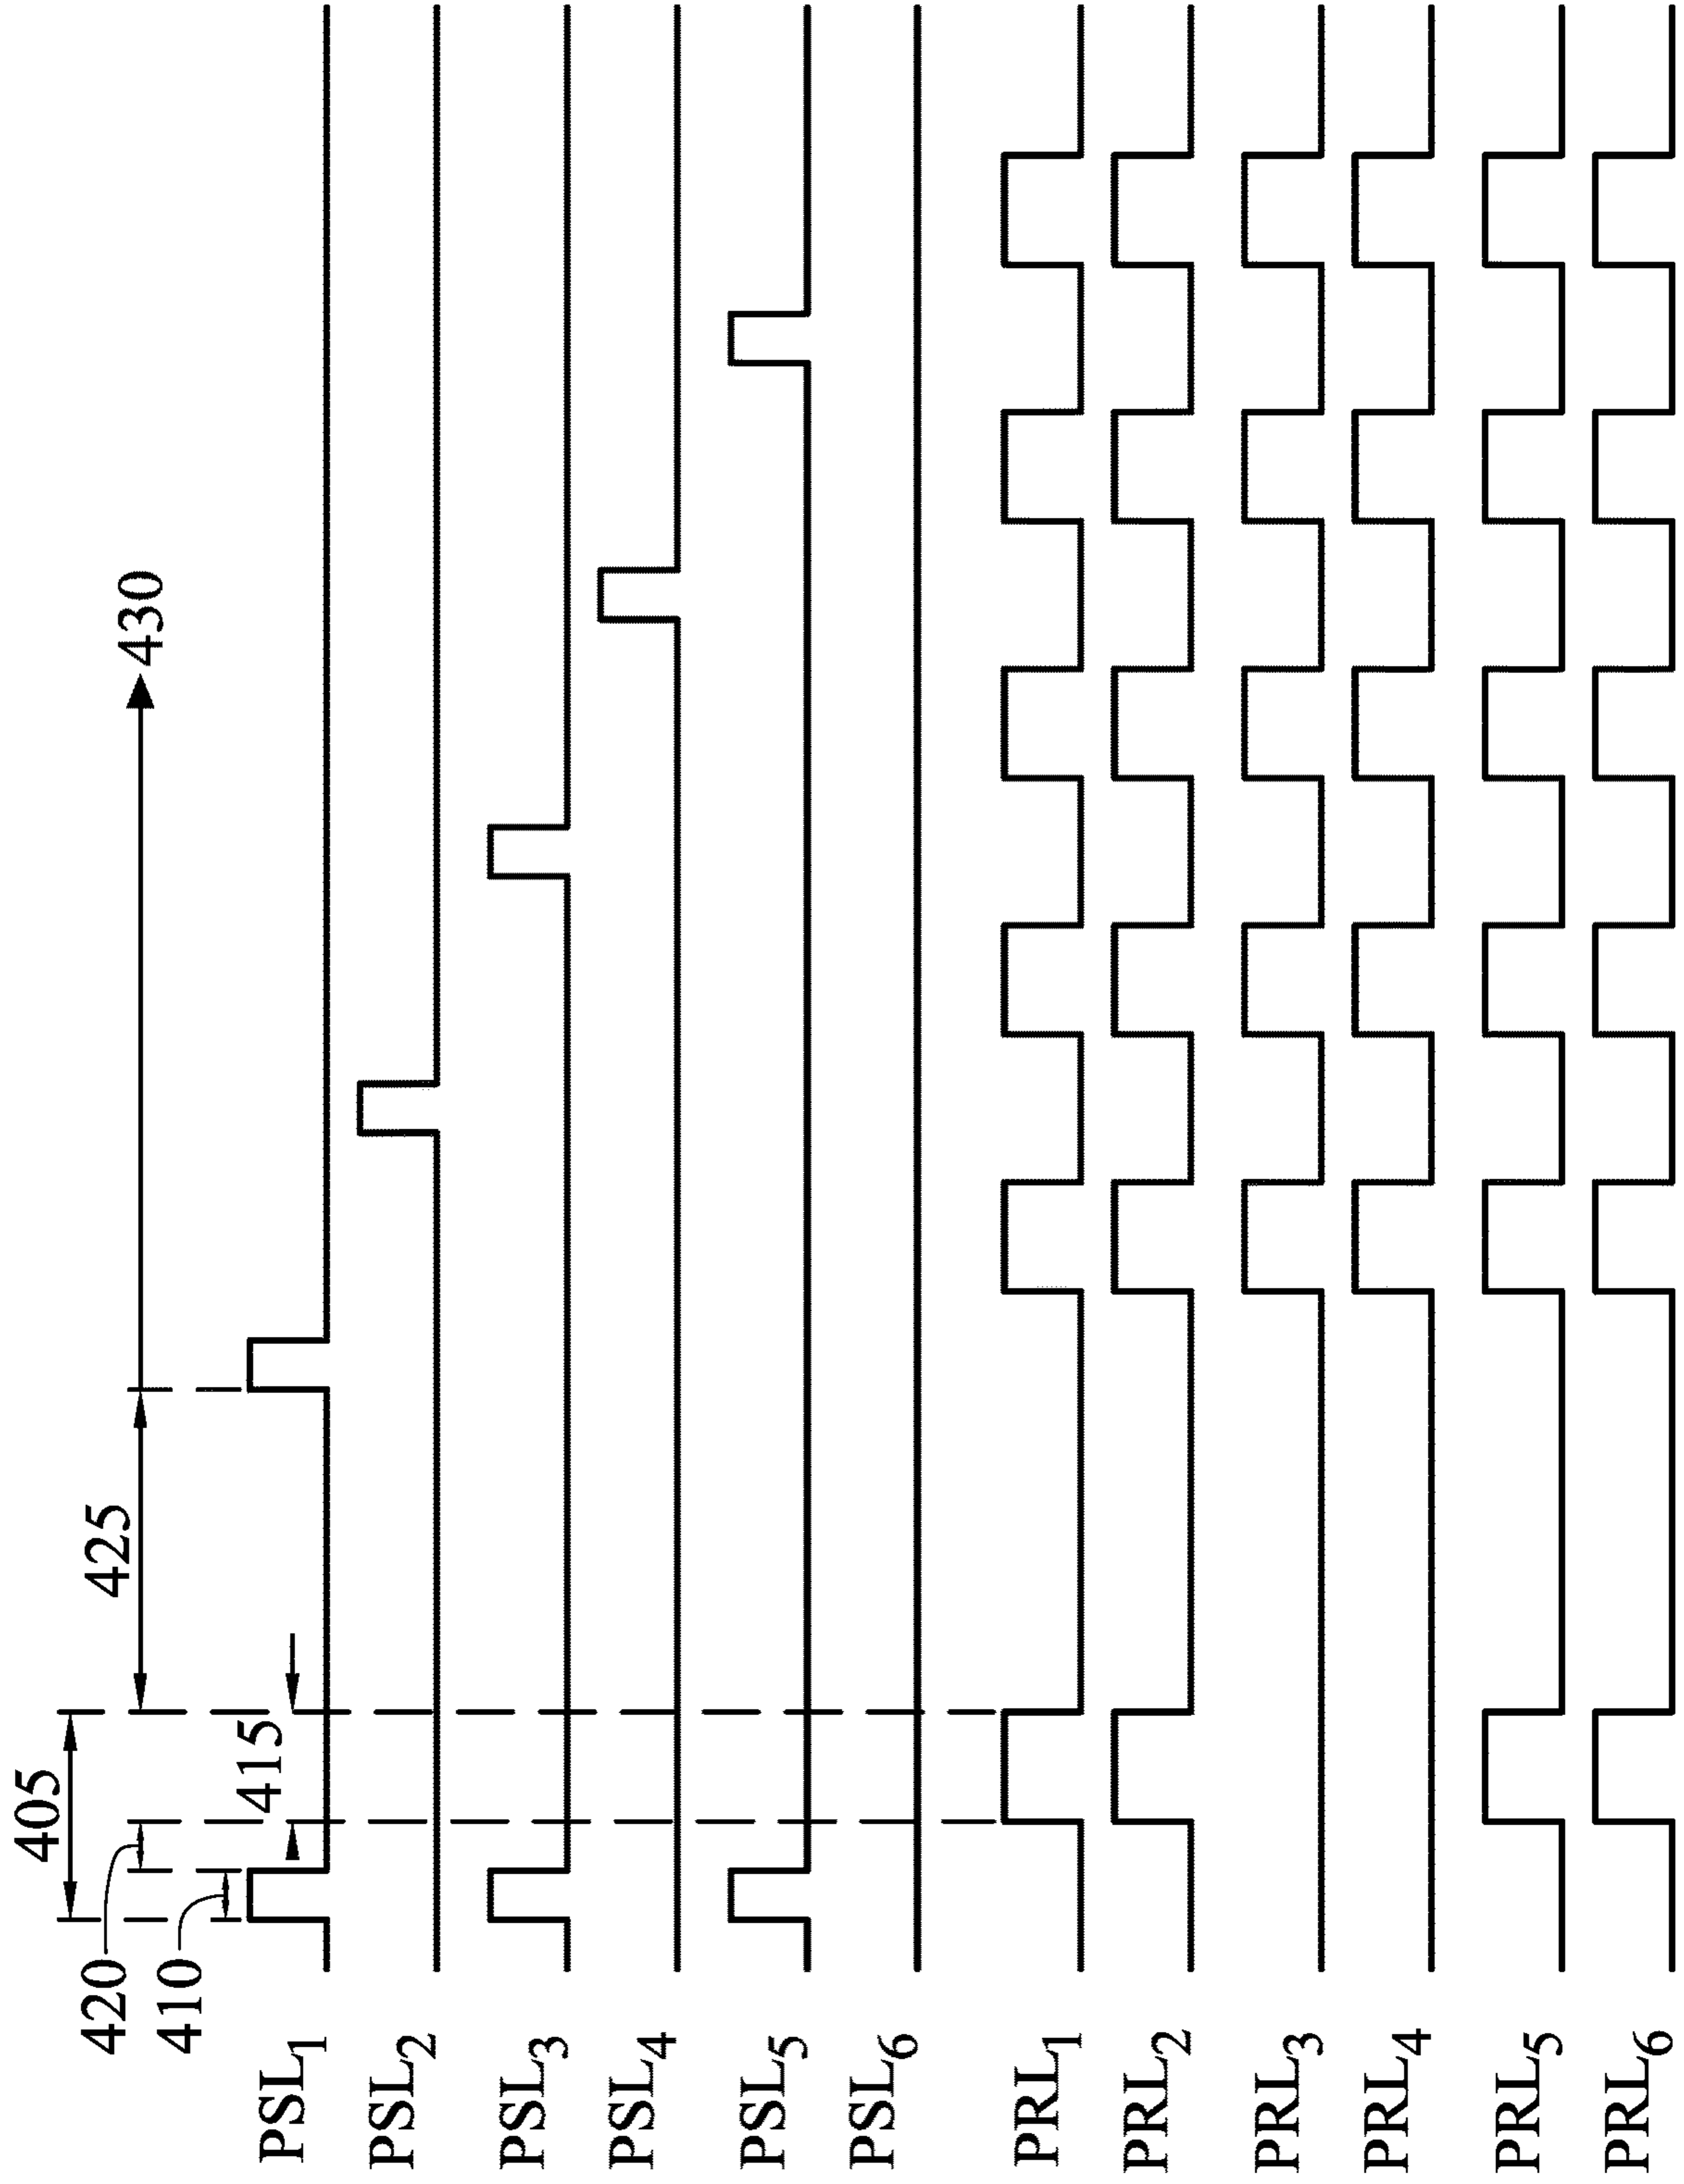 405
420
425
430
410
415
PSL₁
PSL₂
PSL₃
PSL₄
PSL₅
PSL₆
PRL₁
PRL₂
PRL₃
PRL₄
PRL₅
PRL₆